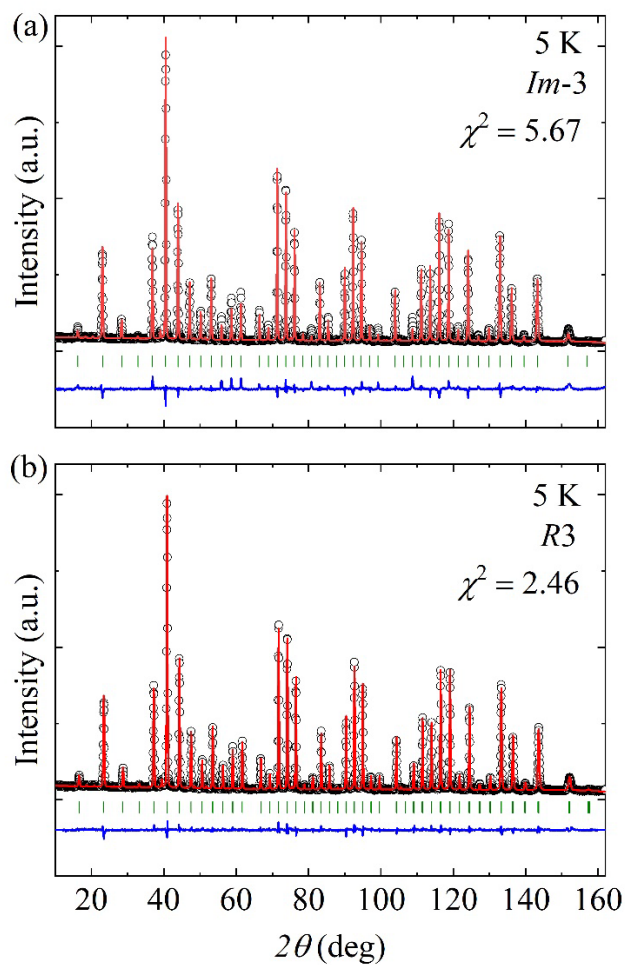 (a)
5 K
Im-3
χ² = 5.67
Intensity (a.u.)
(b)
5 K
R3
χ² = 2.46
Intensity (a.u.)
20 40 60 80 100 120 140 160
2θ (deg)